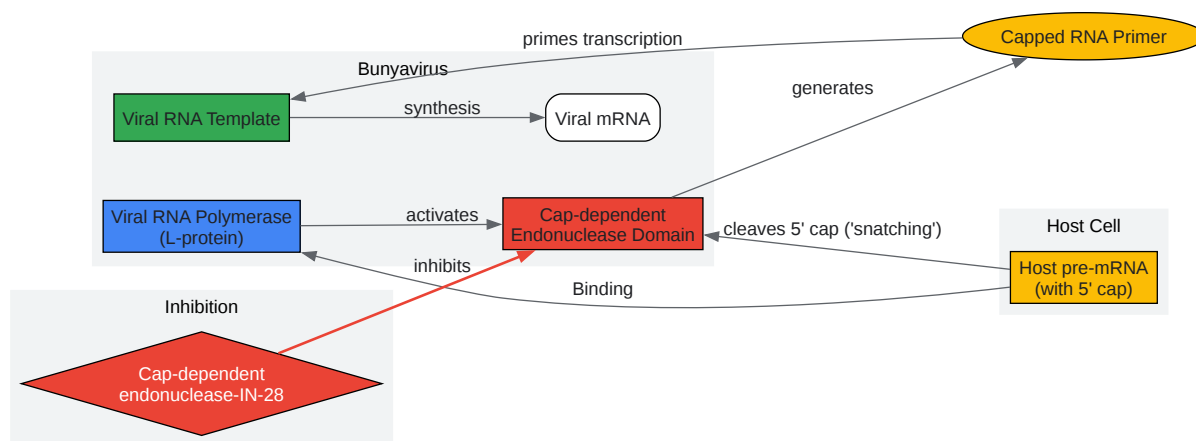 Capped RNA Primer
primes transcription
Bunyavirus
generates
Viral RNA Template
synthesis
Viral mRNA
Viral RNA Polymerase
(L-protein)
activates
Cap-dependent
Endonuclease Domain
cleaves 5' cap ('snatching')
Host Cell
Host pre-mRNA
(with 5' cap)
inhibits
Binding
Inhibition
Cap-dependent
endonuclease-IN-28